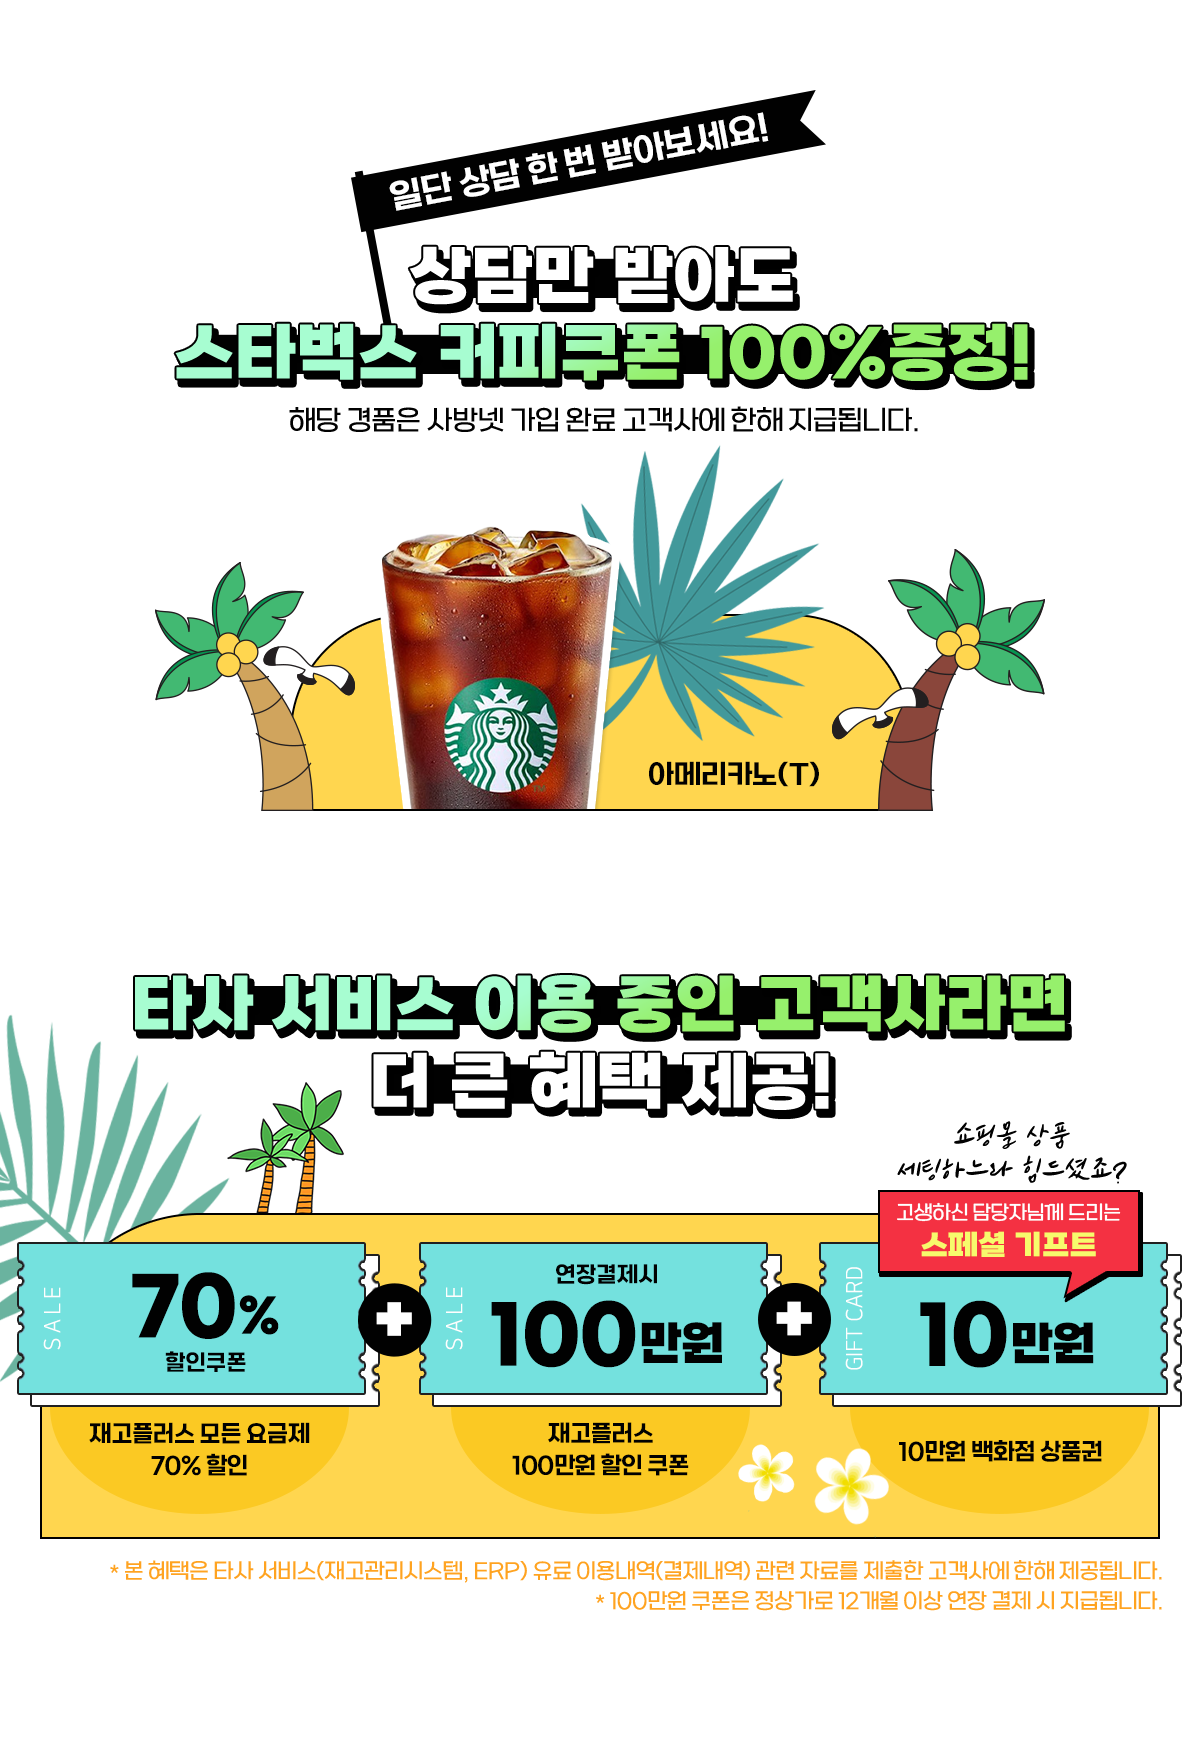 일단 상담 한 번 받아보세요!
상담만 받아도
스타벅스 커피쿠폰 100%증정!
해당 경품은 사방넷 가입 완료 고객사에 한해 지급됩니다.
TM
아메리카노(T)
타사 서비스 이용 중인 고객사라면
더 큰 혜택 제공!
쇼핑몰 상품
세팅하느라 힘드셨죠?
고생하신 담당자님께 드리는
스페셜 기프트
SALE
70%
할인쿠폰
SALE
연장결제시
100만원
GIFT CARD
10만원
재고플러스 모든 요금제
70% 할인
재고플러스
100만원 할인 쿠폰
10만원 백화점 상품권
* 본 혜택은 타사 서비스(재고관리시스템, ERP) 유료 이용내역(결제내역) 관련 자료를 제출한 고객사에 한해 제공됩니다.
* 100만원 쿠폰은 정상가로 12개월 이상 연장 결제 시 지급됩니다.